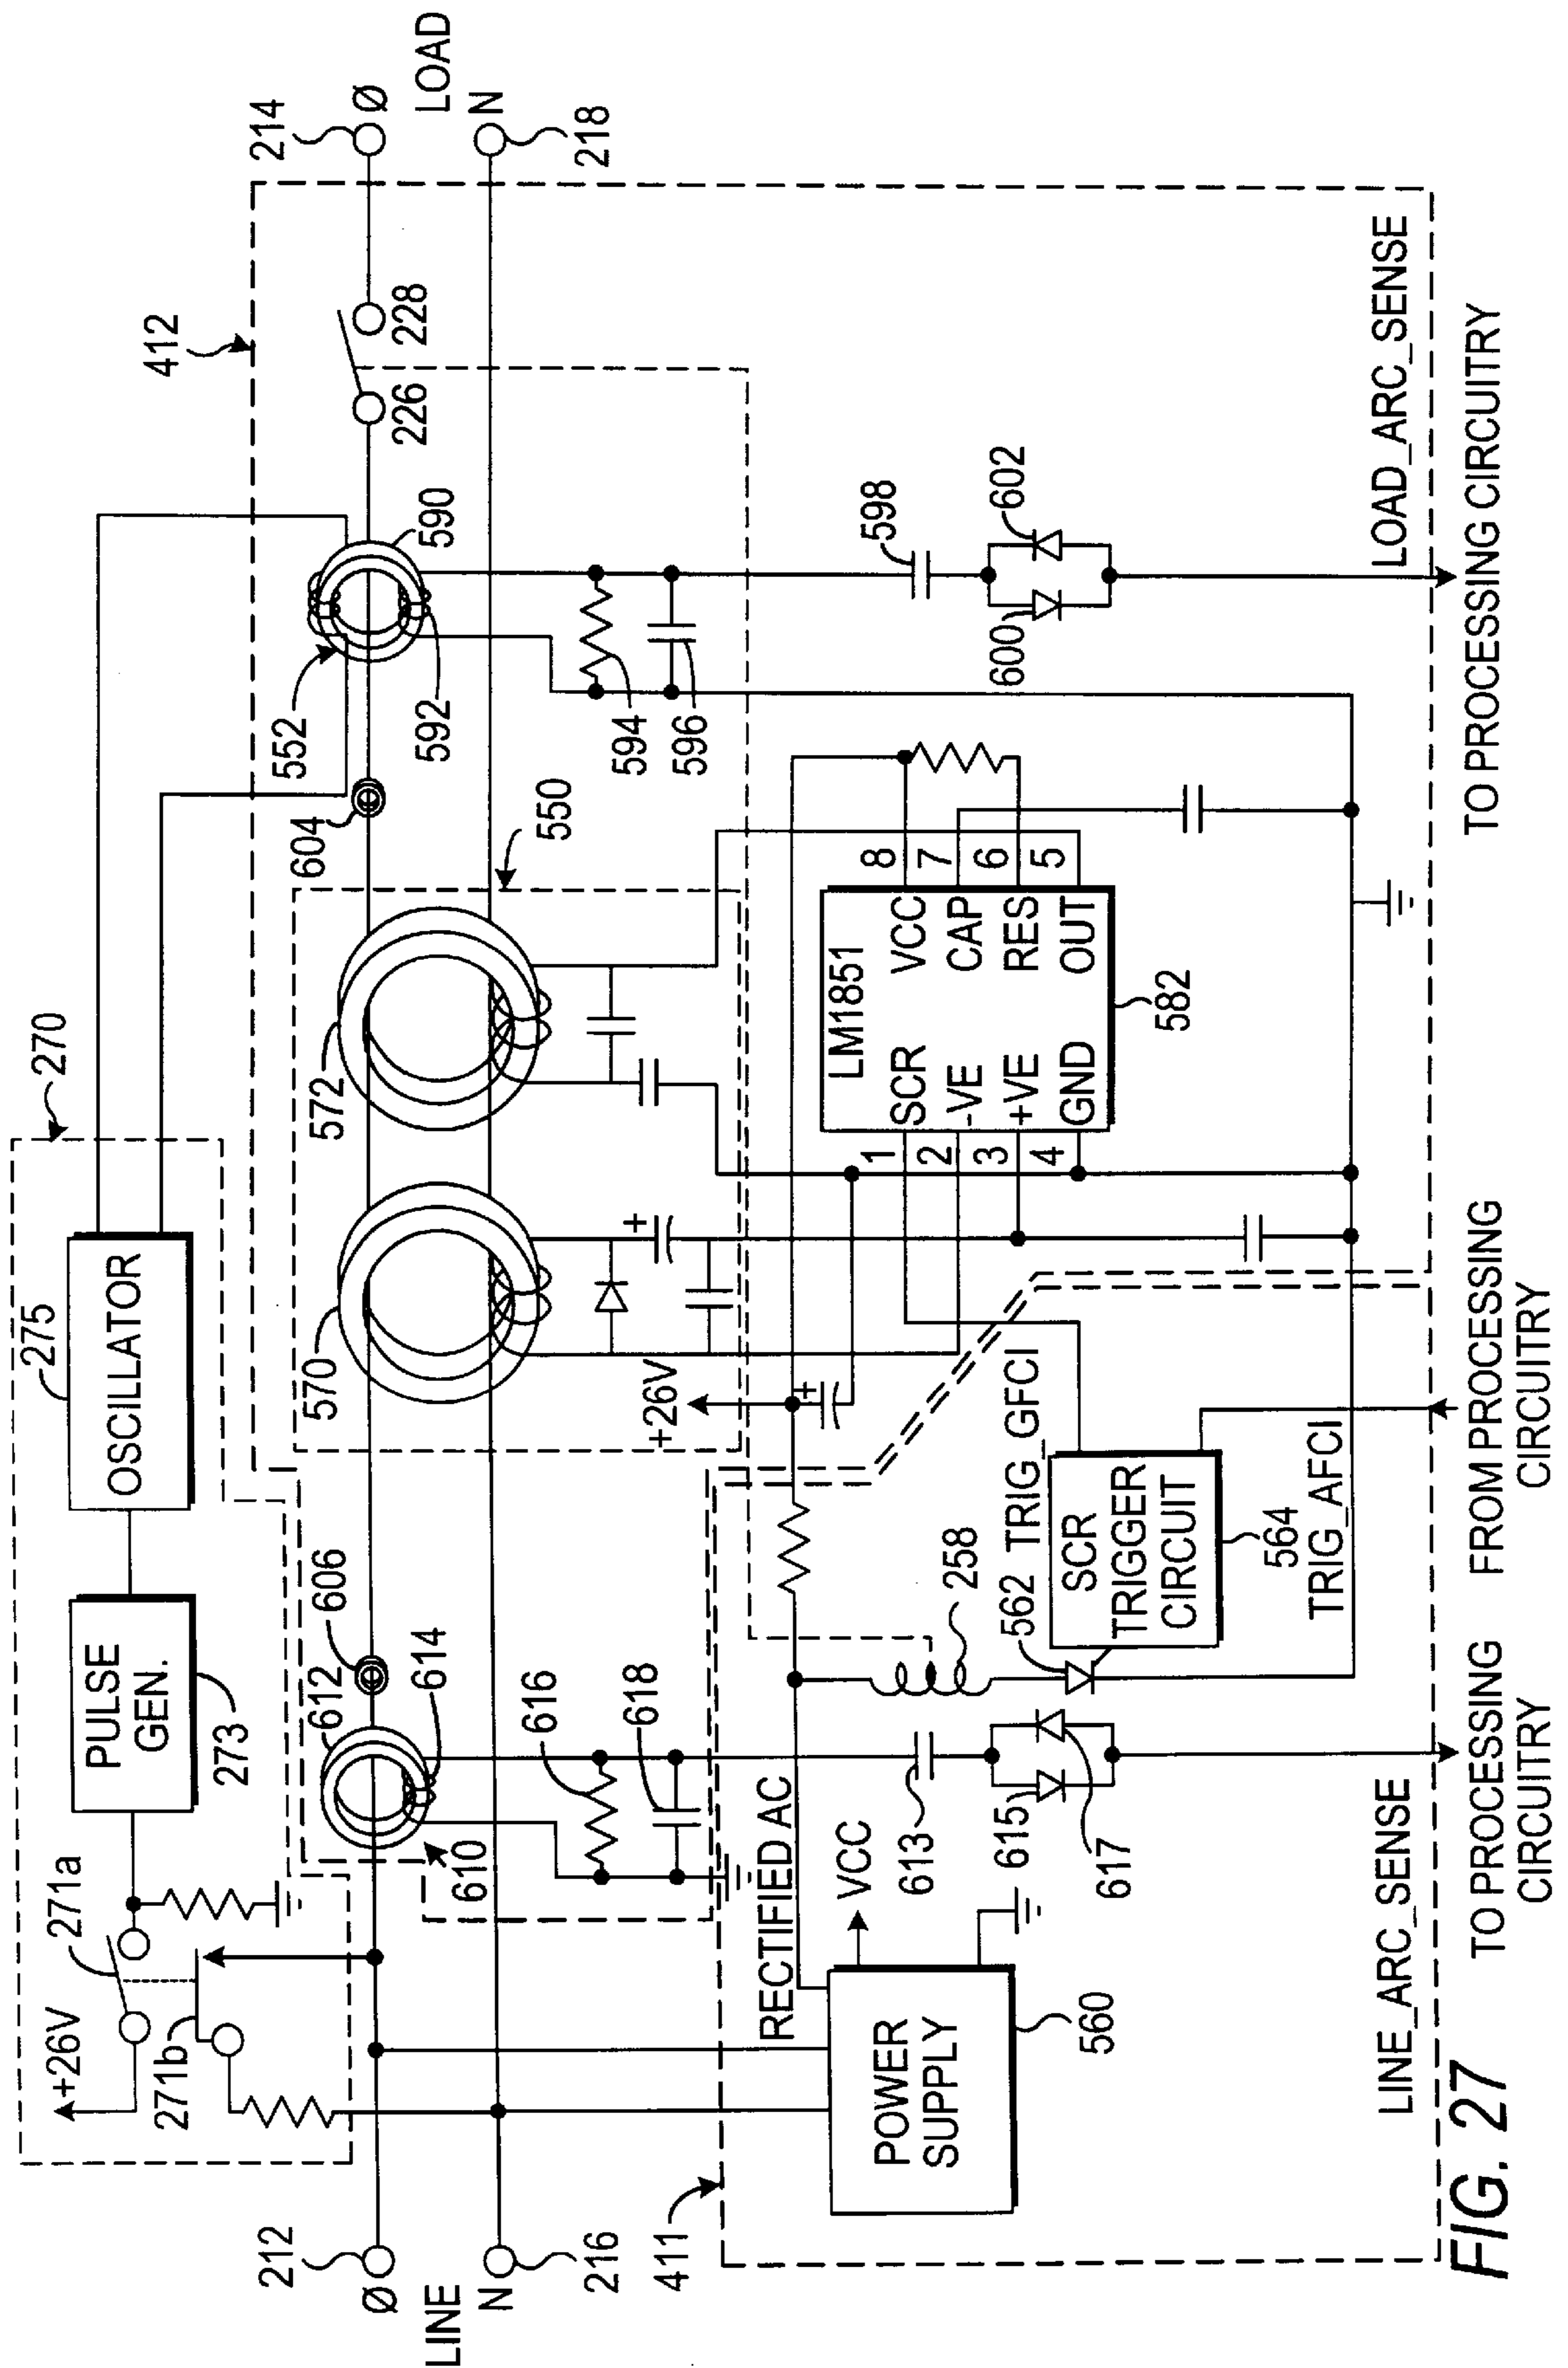 270
+26V
271a
271b
PULSE
GEN.
273
OSCILLATOR
275
412
212
Ø
LINE
N
216
610
612
614
606
616
618
570
572
550
604
552
590
592
594
596
226
228
214
Ø
LOAD
N
218
411
POWER
SUPPLY
560
RECTIFIED AC
VCC
613
615
617
258
562
+26V
TRIG_GFCI
SCR
TRIGGER
CIRCUIT
564
TRIG_AFCI
LM1851
1 SCR
2 -VE
3 +VE
4 GND
VCC 8
CAP 7
RES 6
OUT 5
582
598
600
602
LINE_ARC_SENSE
LOAD_ARC_SENSE
TO PROCESSING
CIRCUITRY
FROM PROCESSING
CIRCUITRY
TO PROCESSING CIRCUITRY
FIG. 27